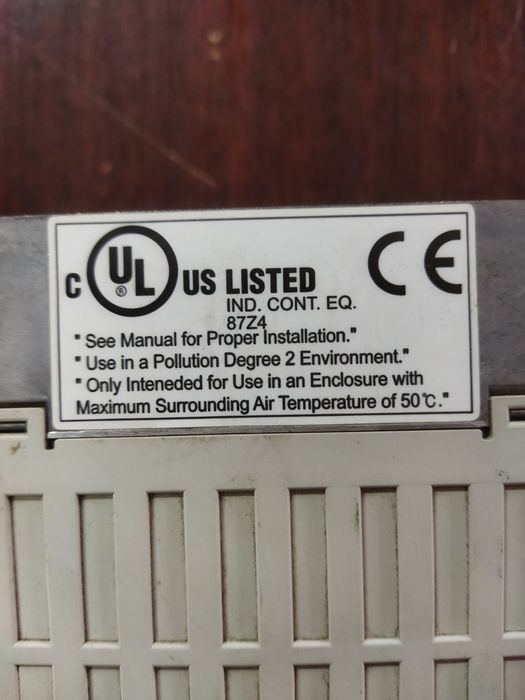 C UL ® US LISTED CE
IND. CONT. EQ.
87Z4
" See Manual for Proper Installation."
" Use in a Pollution Degree 2 Environment."
" Only Inteneded for Use in an Enclosure with
Maximum Surrounding Air Temperature of 50℃."